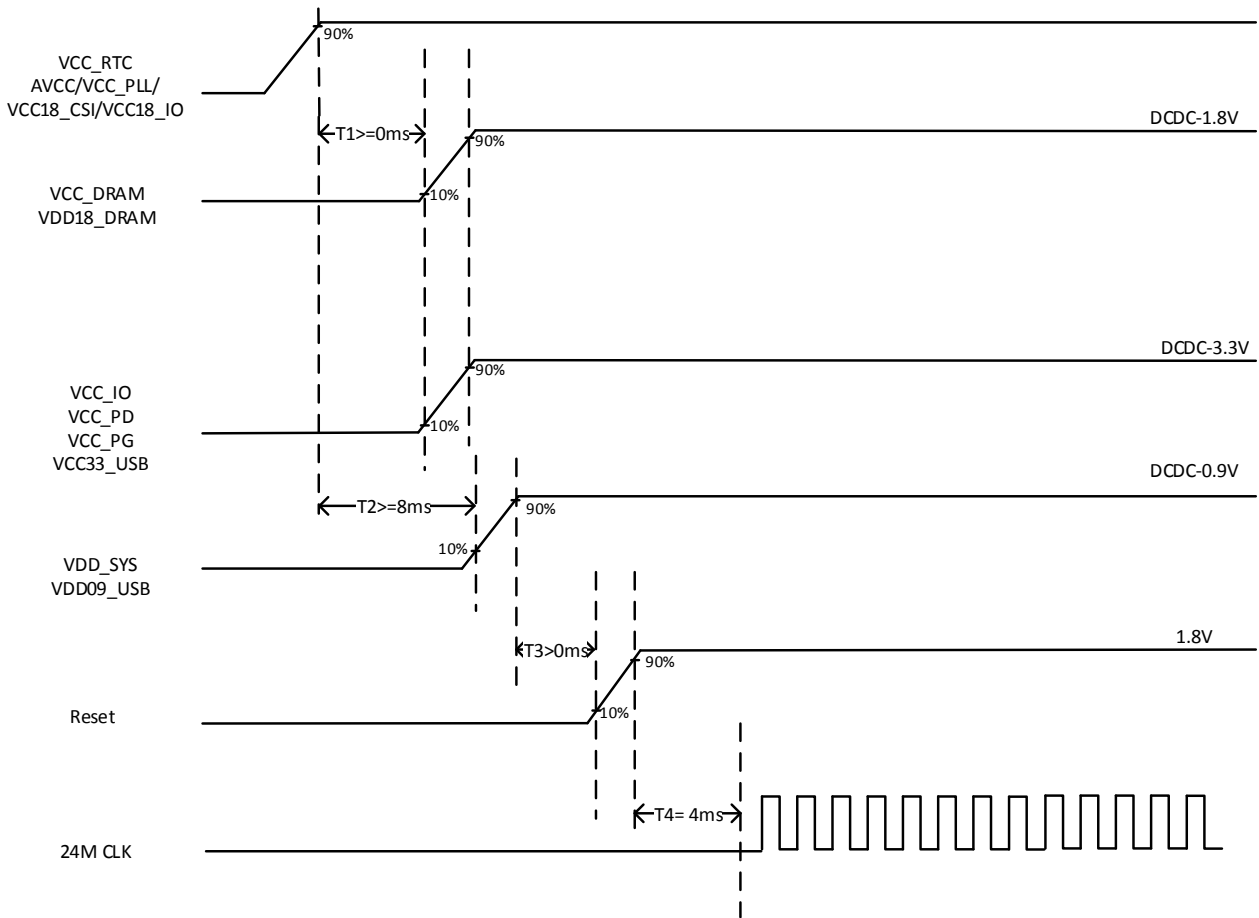 90%
VCC_RTC
AVCC/VCC_PLL/
VCC18_CSI/VCC18_IO
DCDC-1.8V
T1>=0ms
90%
VCC_DRAM
VDD18_DRAM
10%
DCDC-3.3V
90%
VCC_IO
VCC_PD
VCC_PG
VCC33_USB
10%
DCDC-0.9V
T2>=8ms
90%
10%
VDD_SYS
VDD09_USB
1.8V
T3>0ms
90%
Reset
10%
T4= 4ms
24M CLK